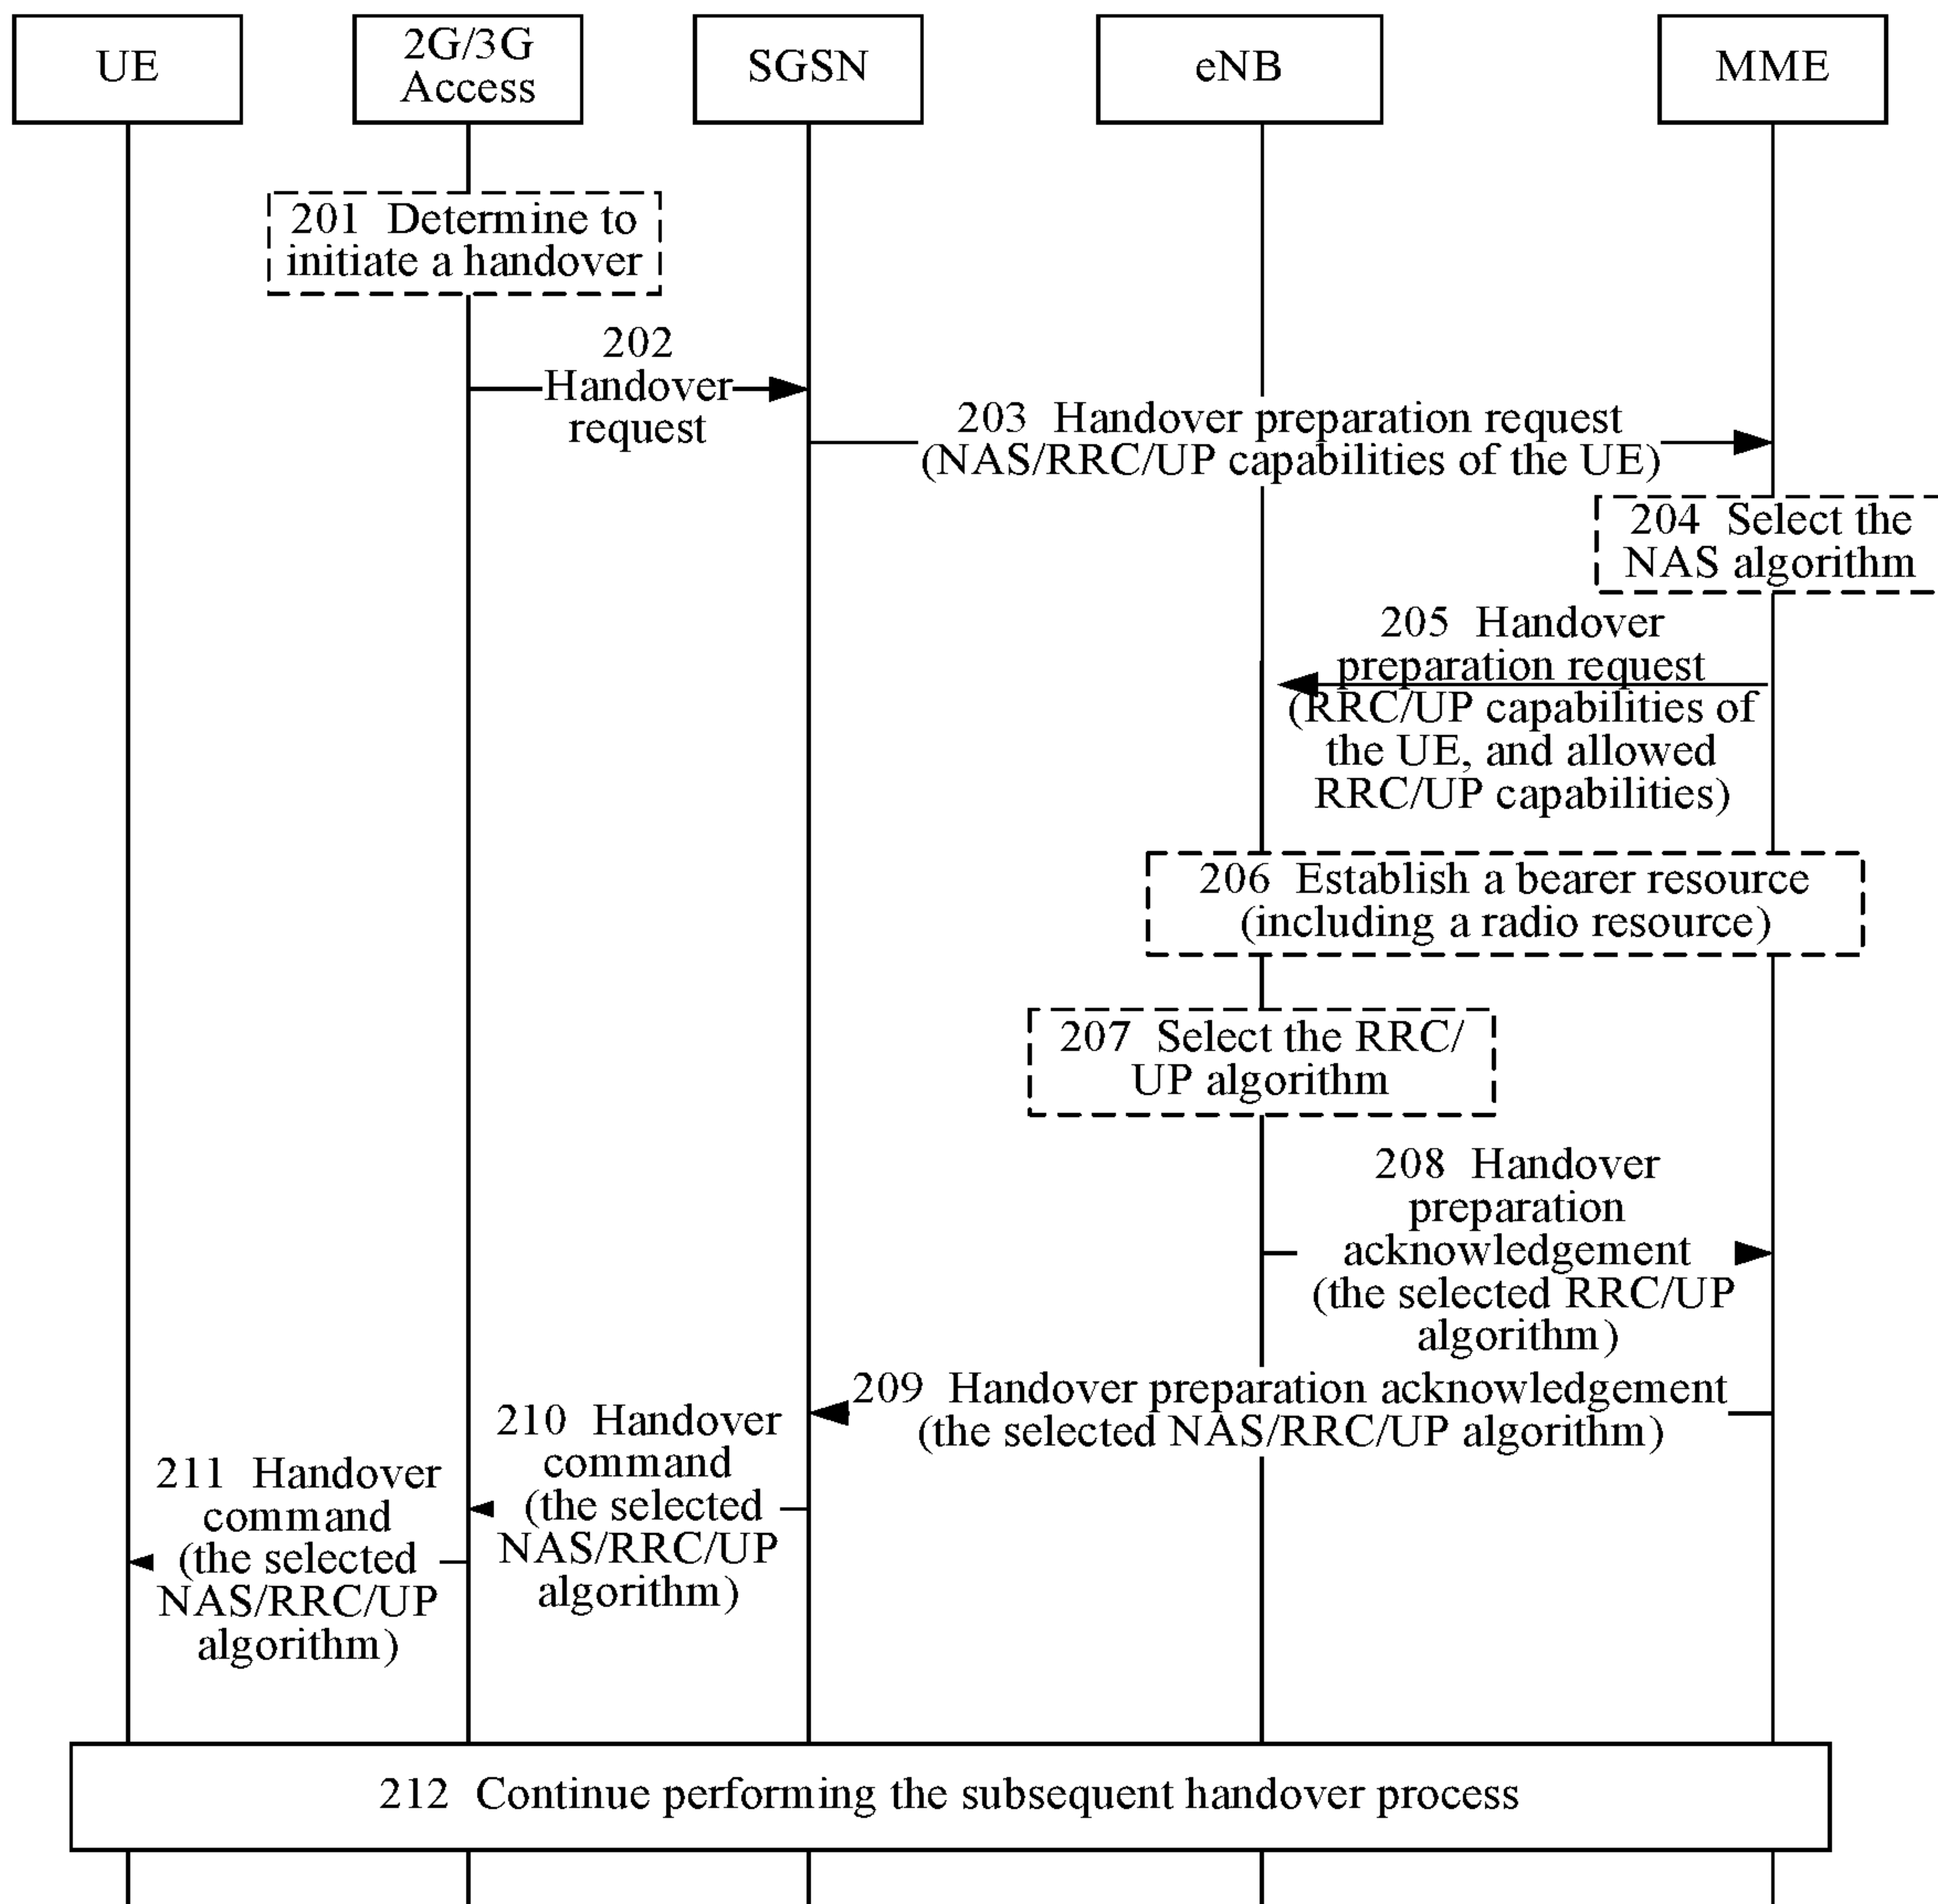 UE
2G/3G
Access
SGSN
eNB
MME
201 Determine to
initiate a handover
202
Handover
request
203 Handover preparation request
(NAS/RRC/UP capabilities of the UE)
204 Select the
NAS algorithm
205 Handover
preparation request
(RRC/UP capabilities of
the UE, and allowed
RRC/UP capabilities)
206 Establish a bearer resource
(including a radio resource)
207 Select the RRC/
UP algorithm
208 Handover
preparation
acknowledgement
(the selected RRC/UP
algorithm)
209 Handover preparation acknowledgement
(the selected NAS/RRC/UP algorithm)
210 Handover
command
(the selected
NAS/RRC/UP
algorithm)
211 Handover
command
(the selected
NAS/RRC/UP
algorithm)
212 Continue performing the subsequent handover process